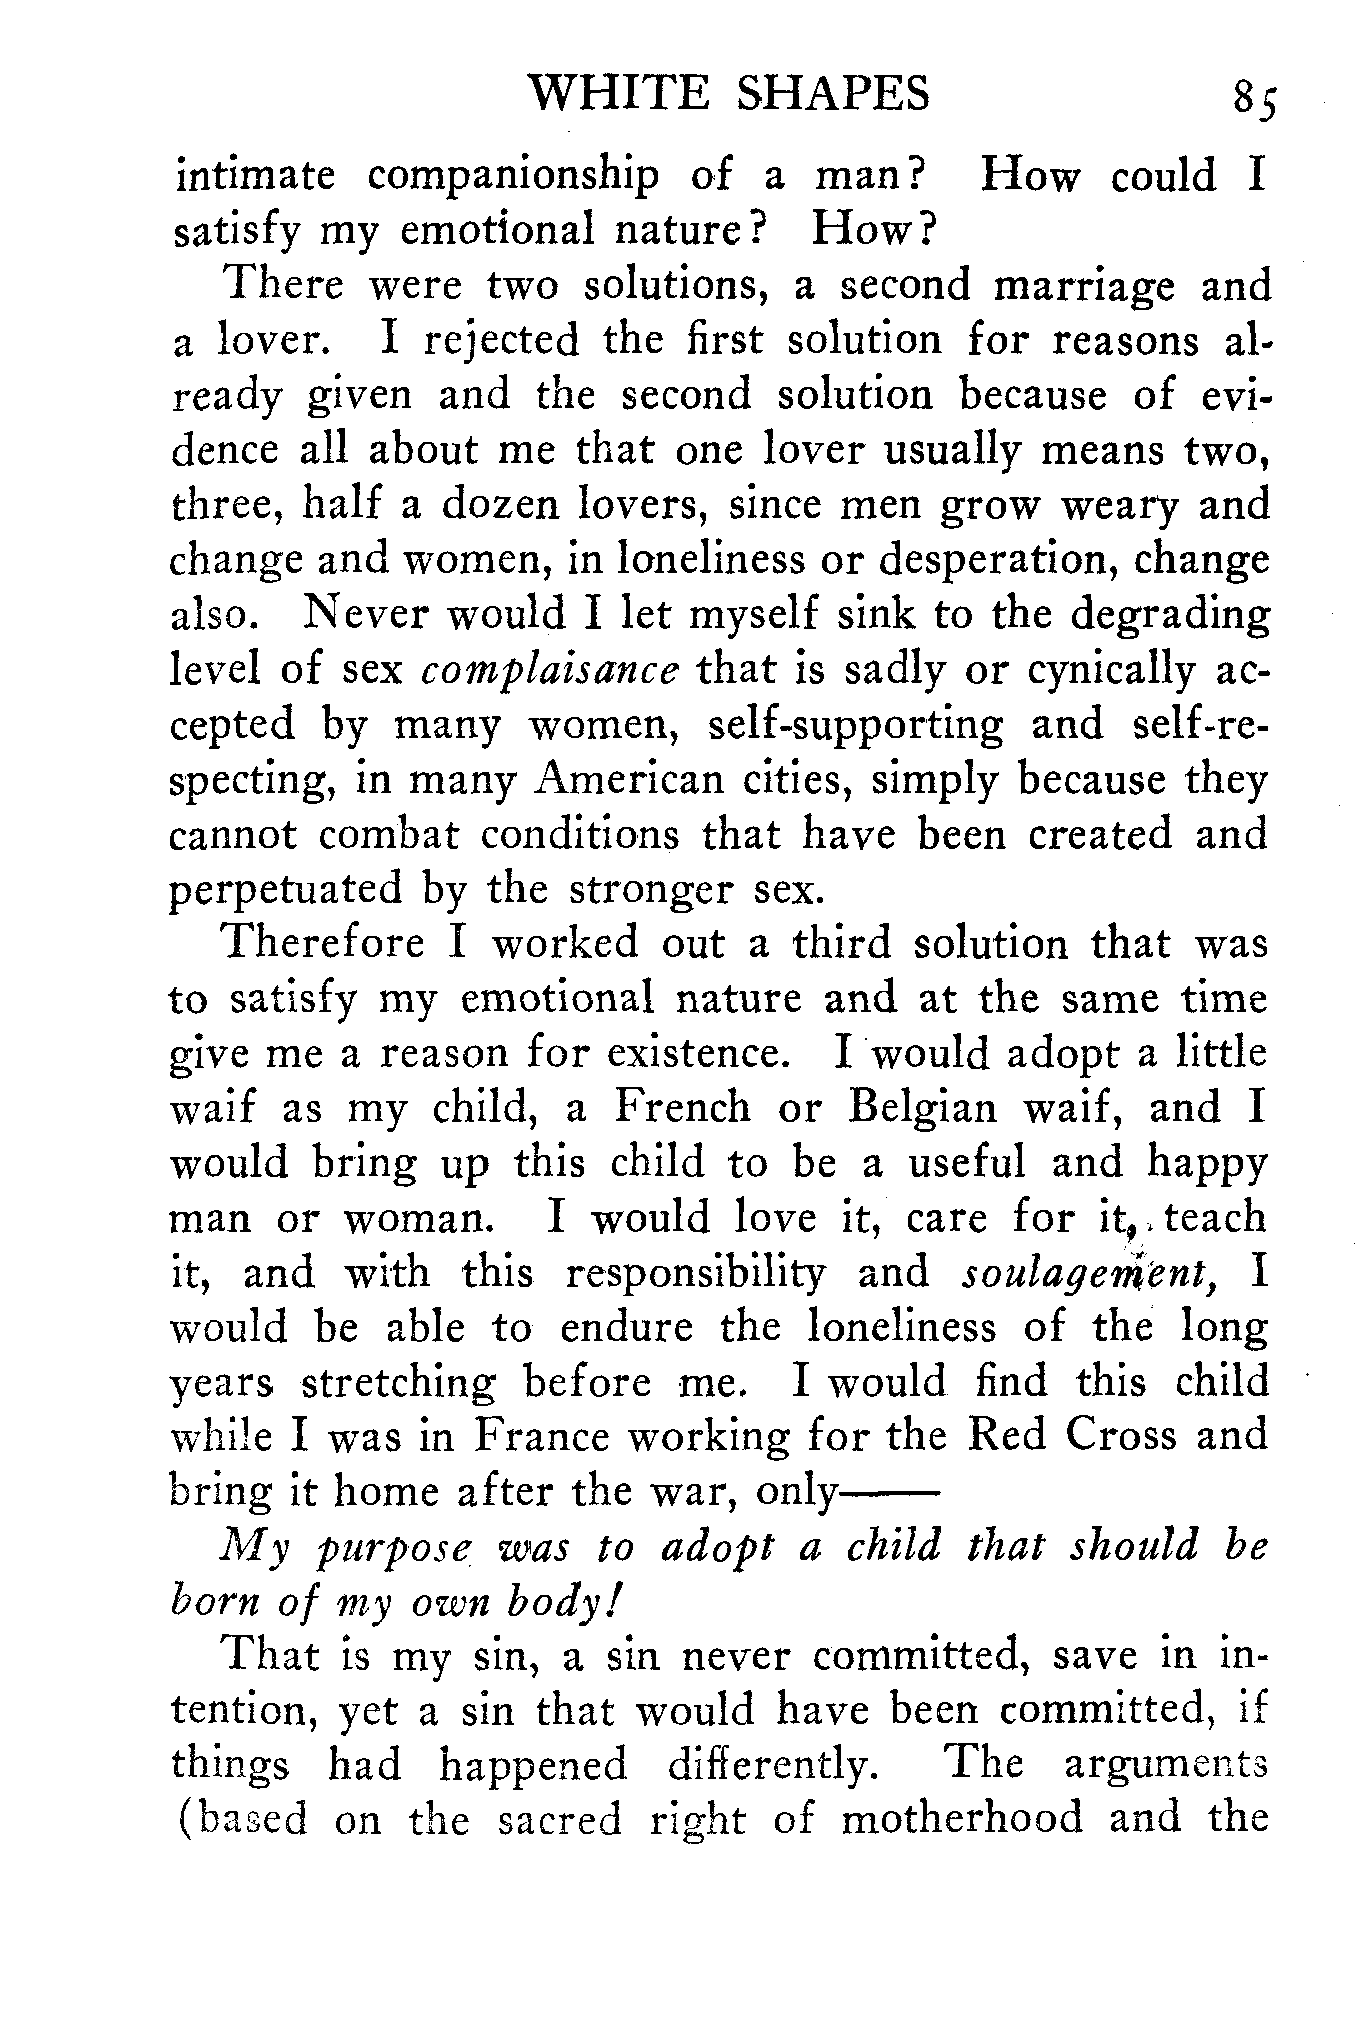 WHITE SHAPES 85
intimate companionship of a man? How could I
satisfy my emotional nature? How?
There were two solutions, a second marriage and
a lover. I rejected the first solution for reasons al-
ready given and the second solution because of evi-
dence all about me that one lover usually means two,
three, half a dozen lovers, since men grow weary and
change and women, in loneliness or desperation, change
also. Never would I let myself sink to the degrading
level of sex complaisance that is sadly or cynically ac-
cepted by many women, self-supporting and self-re-
specting, in many American cities, simply because they
cannot combat conditions that have been created and
perpetuated by the stronger sex.
Therefore I worked out a third solution that was
to satisfy my emotional nature and at the same time
give me a reason for existence. I would adopt a little
waif as my child, a French or Belgian waif, and I
would bring up this child to be a useful and happy
man or woman. I would love it, care for it, teach
it, and with this responsibility and soulagement, I
would be able to endure the loneliness of the long
years stretching before me. I would find this child
while I was in France working for the Red Cross and
bring it home after the war, only——
My purpose was to adopt a child that should be
born of my own body!
That is my sin, a sin never committed, save in in-
tention, yet a sin that would have been committed, if
things had happened differently. The arguments
(based on the sacred right of motherhood and the